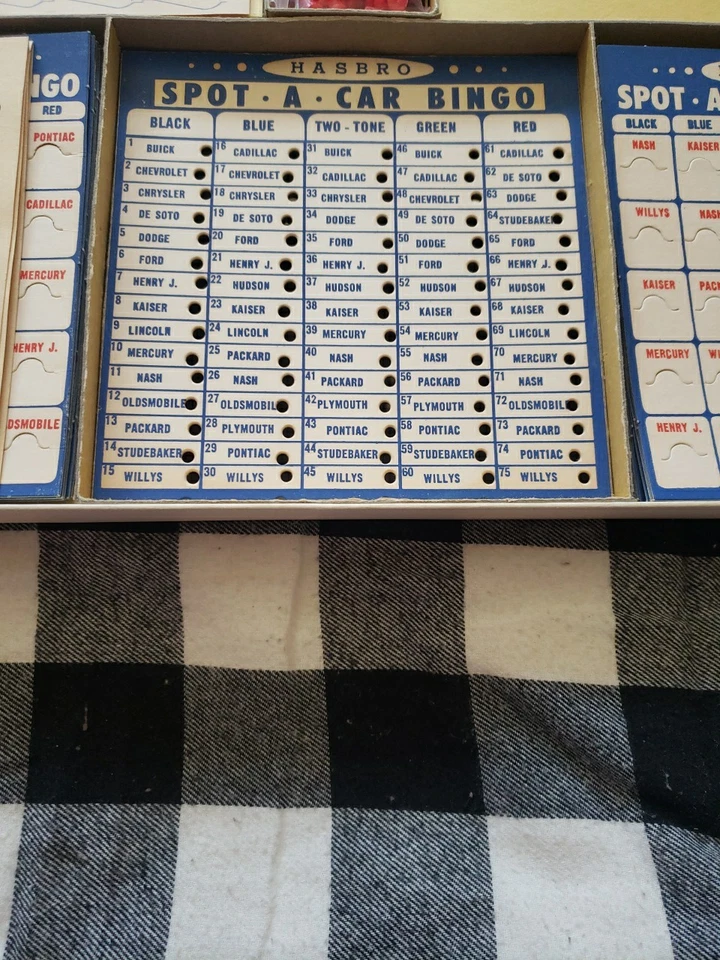 HASBRO
SPOT · A · CAR BINGO
BLACK BLUE TWO-TONE GREEN RED
1 BUICK 16 CADILLAC 31 BUICK 46 BUICK 61 CADILLAC
2 CHEVROLET 17 CHEVROLET 32 CADILLAC 47 CADILLAC 62 DE SOTO
3 CHRYSLER 18 CHRYSLER 33 CHRYSLER 48 CHEVROLET 63 DODGE
4 DE SOTO 19 DE SOTO 34 DODGE 49 DE SOTO 64 STUDEBAKER
5 DODGE 20 FORD 35 FORD 50 DODGE 65 FORD
6 FORD 21 HENRY J. 36 HENRY J. 51 FORD 66 HENRY J.
7 HENRY J. 22 HUDSON 37 HUDSON 52 HUDSON 67 HUDSON
8 KAISER 23 KAISER 38 KAISER 53 KAISER 68 KAISER
9 LINCOLN 24 LINCOLN 39 MERCURY 54 MERCURY 69 LINCOLN
10 MERCURY 25 PACKARD 40 NASH 55 NASH 70 MERCURY
11 NASH 26 NASH 41 PACKARD 56 PACKARD 71 NASH
12 OLDSMOBILE 27 OLDSMOBIL 42 PLYMOUTH 57 PLYMOUTH 72 OLDSMOBIL
13 PACKARD 28 PLYMOUTH 43 PONTIAC 58 PONTIAC 73 PACKARD
14 STUDEBAKER 29 PONTIAC 44 STUDEBAKER 59 STUDEBAKER 74 PONTIAC
15 WILLYS 30 WILLYS 45 WILLYS 60 WILLYS 75 WILLYS
NGO
RED
PONTIAC
CADILLAC
MERCURY
HENRY J.
DSMOBILE
SPOT · A
BLACK BLUE
NASH KAISER
WILLYS NASH
KAISER PACK
MERCURY WI
HENRY J.